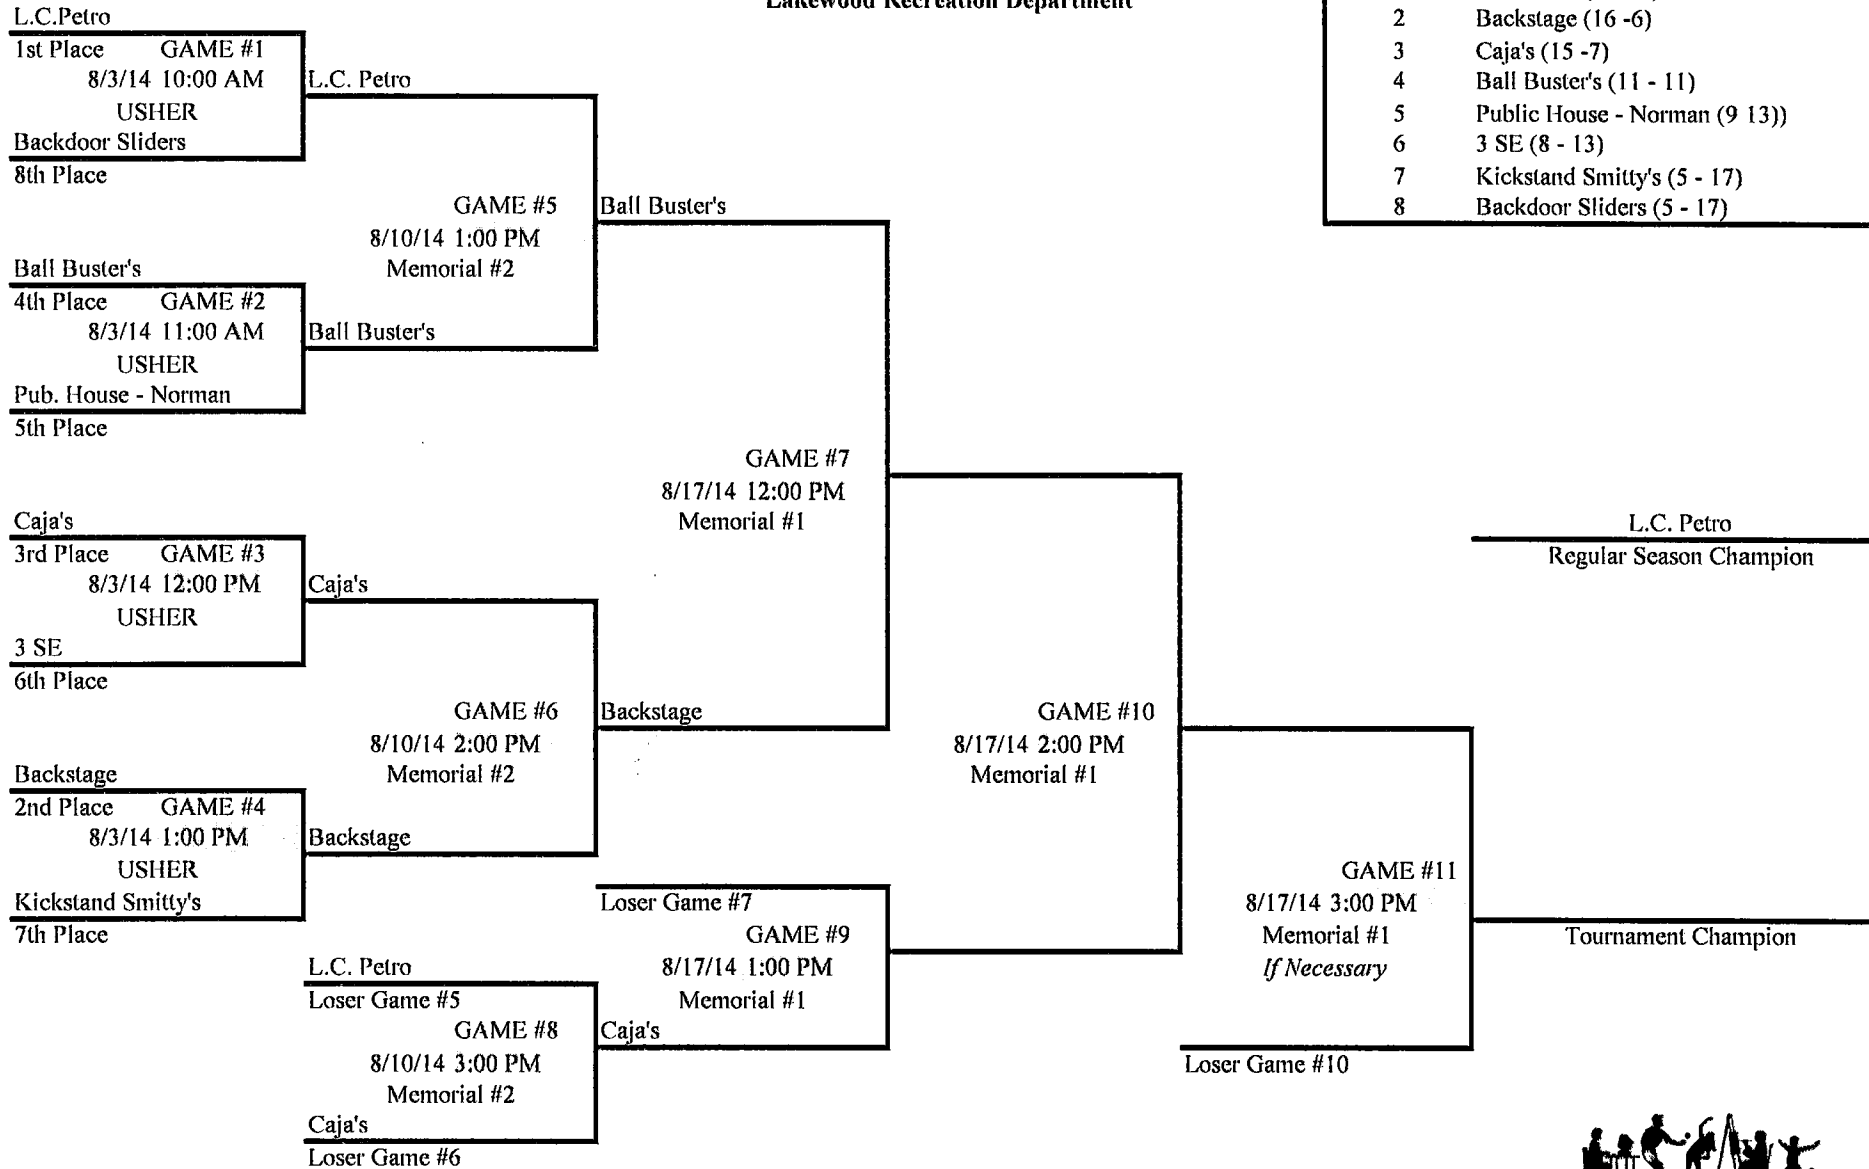 Lakewood Recreation Department
2 Backstage (16 -6)
3 Caja's (15 -7)
4 Ball Buster's (11 - 11)
5 Public House - Norman (9 13))
6 3 SE (8 - 13)
7 Kickstand Smitty's (5 - 17)
8 Backdoor Sliders (5 - 17)
L.C.Petro
1st Place GAME #1
8/3/14 10:00 AM
USHER
Backdoor Sliders
8th Place
L.C. Petro
GAME #5
8/10/14 1:00 PM
Memorial #2
Ball Buster's
Ball Buster's
4th Place GAME #2
8/3/14 11:00 AM
USHER
Pub. House - Norman
5th Place
Ball Buster's
GAME #7
8/17/14 12:00 PM
Memorial #1
Caja's
3rd Place GAME #3
8/3/14 12:00 PM
USHER
3 SE
6th Place
Caja's
GAME #6
8/10/14 2:00 PM
Memorial #2
Backstage
Backstage
2nd Place GAME #4
8/3/14 1:00 PM
USHER
Kickstand Smitty's
7th Place
Backstage
GAME #10
8/17/14 2:00 PM
Memorial #1
Loser Game #7
GAME #9
8/17/14 1:00 PM
Memorial #1
L.C. Petro
Loser Game #5
GAME #8
8/10/14 3:00 PM
Memorial #2
Caja's
Loser Game #6
Caja's
GAME #11
8/17/14 3:00 PM
Memorial #1
If Necessary
Loser Game #10
L.C. Petro
Regular Season Champion
Tournament Champion